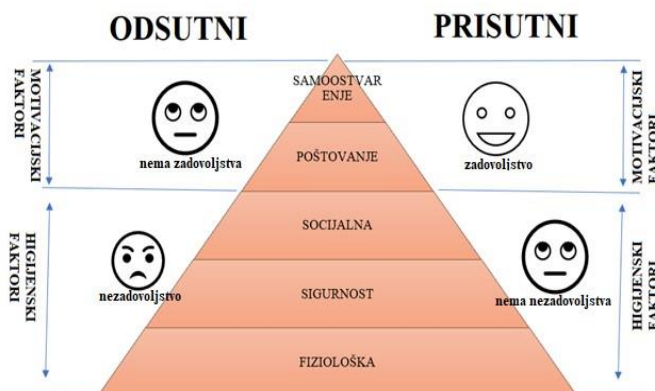 ODSUTNI
PRISUTNI
MOTIVACIJSKI
FAKTORI
SAMOOSTVAR
ENJE
MOTIVACIJSKI
FAKTORI
nema zadovoljstva
POŠTOVANJE
zadovoljstvo
HIGIJENSKI
FAKTORI
SOCIJALNA
HIGIJENSKI
FAKTORI
nezadovoljstvo
SIGURNOST
nema nezadovoljstva
FIZIOLOŠKA